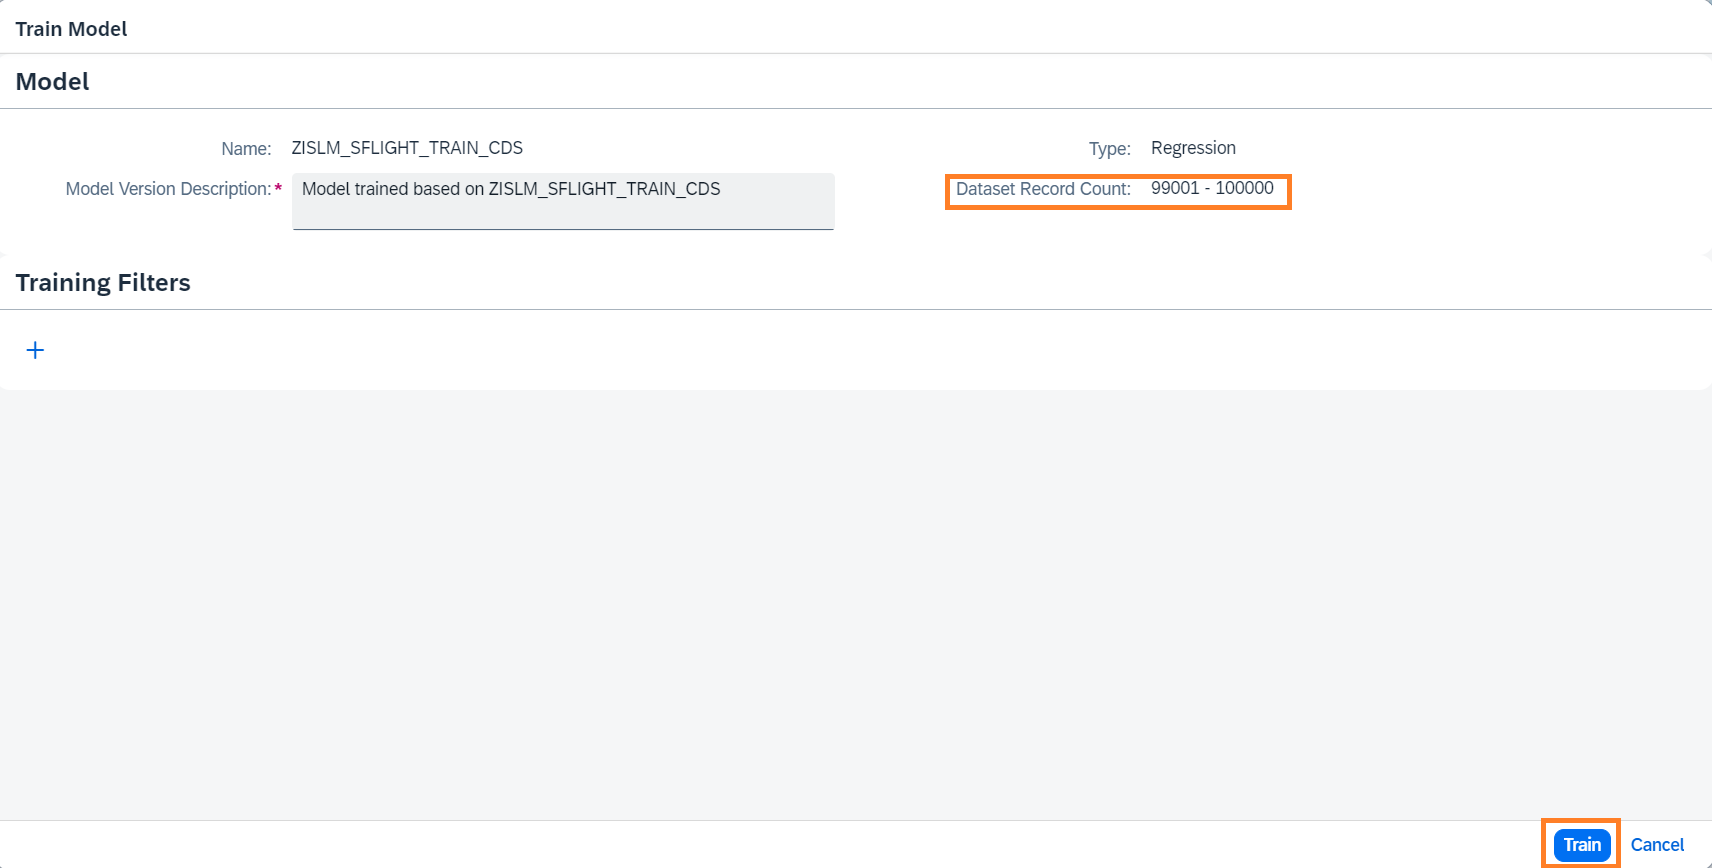 Train Model
Model
Name: ZISLM_SFLIGHT_TRAIN_CDS
Type: Regression
Model Version Description:* Model trained based on ZISLM_SFLIGHT_TRAIN_CDS
Dataset Record Count: 99001 - 100000
Training Filters
+
Train Cancel